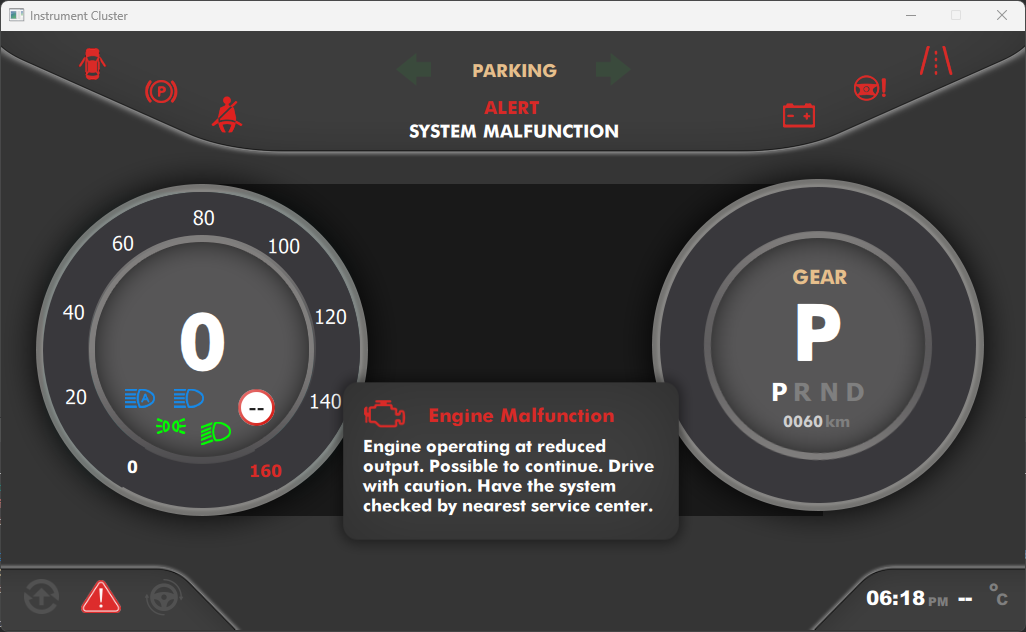 Instrument Cluster
PARKING
ALERT
SYSTEM MALFUNCTION
P
!
- +
80
60
100
40
120
20
140
0
160
0
A
--
GEAR
P
P R N D
0060 km
Engine Malfunction
Engine operating at reduced
output. Possible to continue. Drive
with caution. Have the system
checked by nearest service center.
!
06:18 PM -- °C